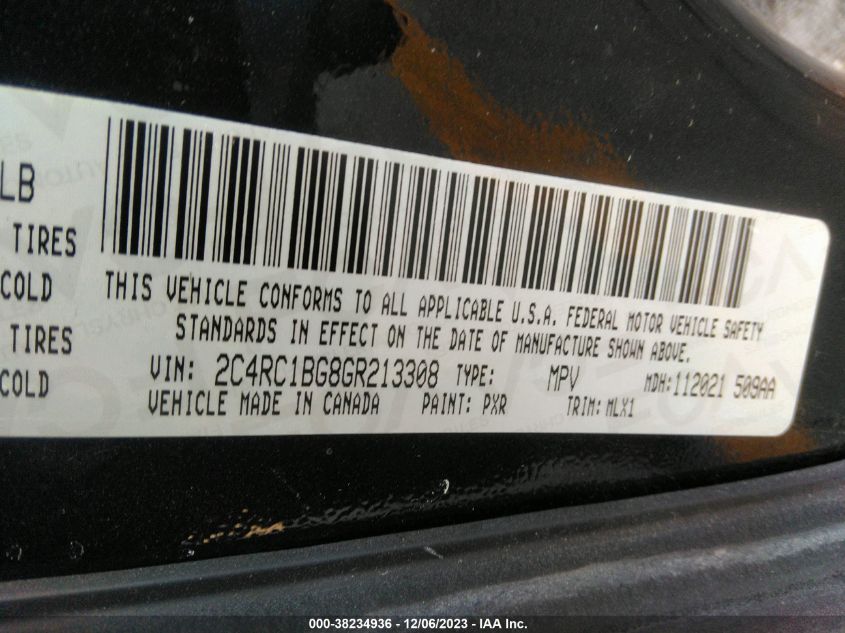 LB
TIRES
COLD
TIRES
COLD
THIS VEHICLE CONFORMS TO ALL APPLICABLE U.S.A. FEDERAL MOTOR VEHICLE SAFETY
STANDARDS IN EFFECT ON THE DATE OF MANUFACTURE SHOWN ABOVE.
VIN: 2C4RC1BG8GR213308 TYPE: MPV MDH:112021 509AA
VEHICLE MADE IN CANADA PAINT: PXR TRIM: MLX1
000-38234936 - 12/06/2023 - IAA Inc.